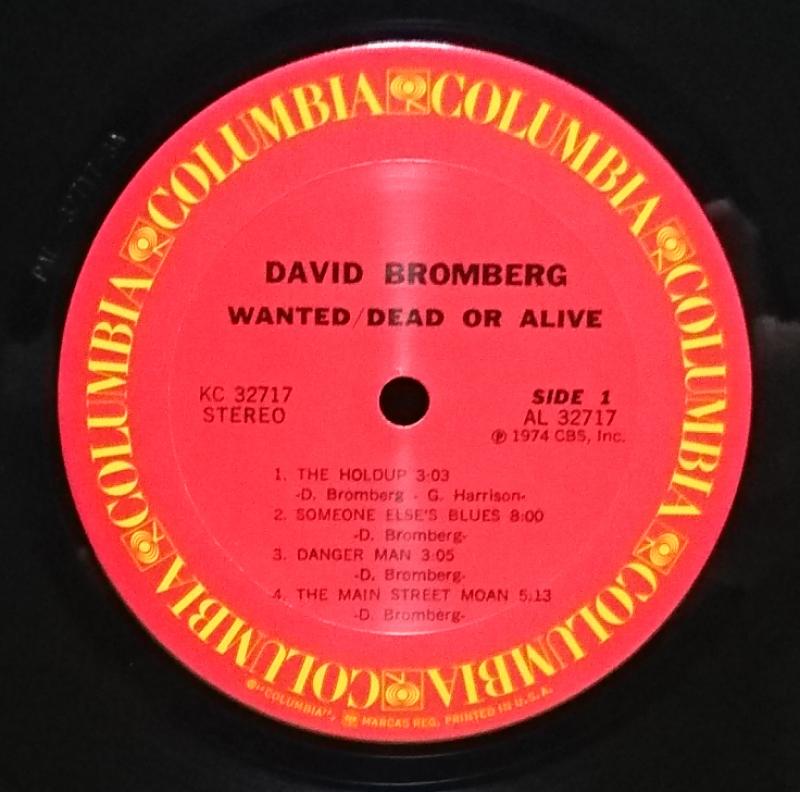 COLUMBIA COLUMBIA COLUMBIA COLUMBIA COLUMBIA COLUMBIA
DAVID BROMBERG
WANTED/DEAD OR ALIVE
KC 32717
STEREO
SIDE 1
AL 32717
℗ 1974 CBS, Inc.
1. THE HOLDUP 3:03
-D. Bromberg - G. Harrison-
2. SOMEONE ELSE'S BLUES 8:00
-D. Bromberg-
3. DANGER MAN 3:05
-D. Bromberg-
4. THE MAIN STREET MOAN 5:13
-D. Bromberg-
"COLUMBIA", MARCAS REG. PRINTED IN U.S.A.